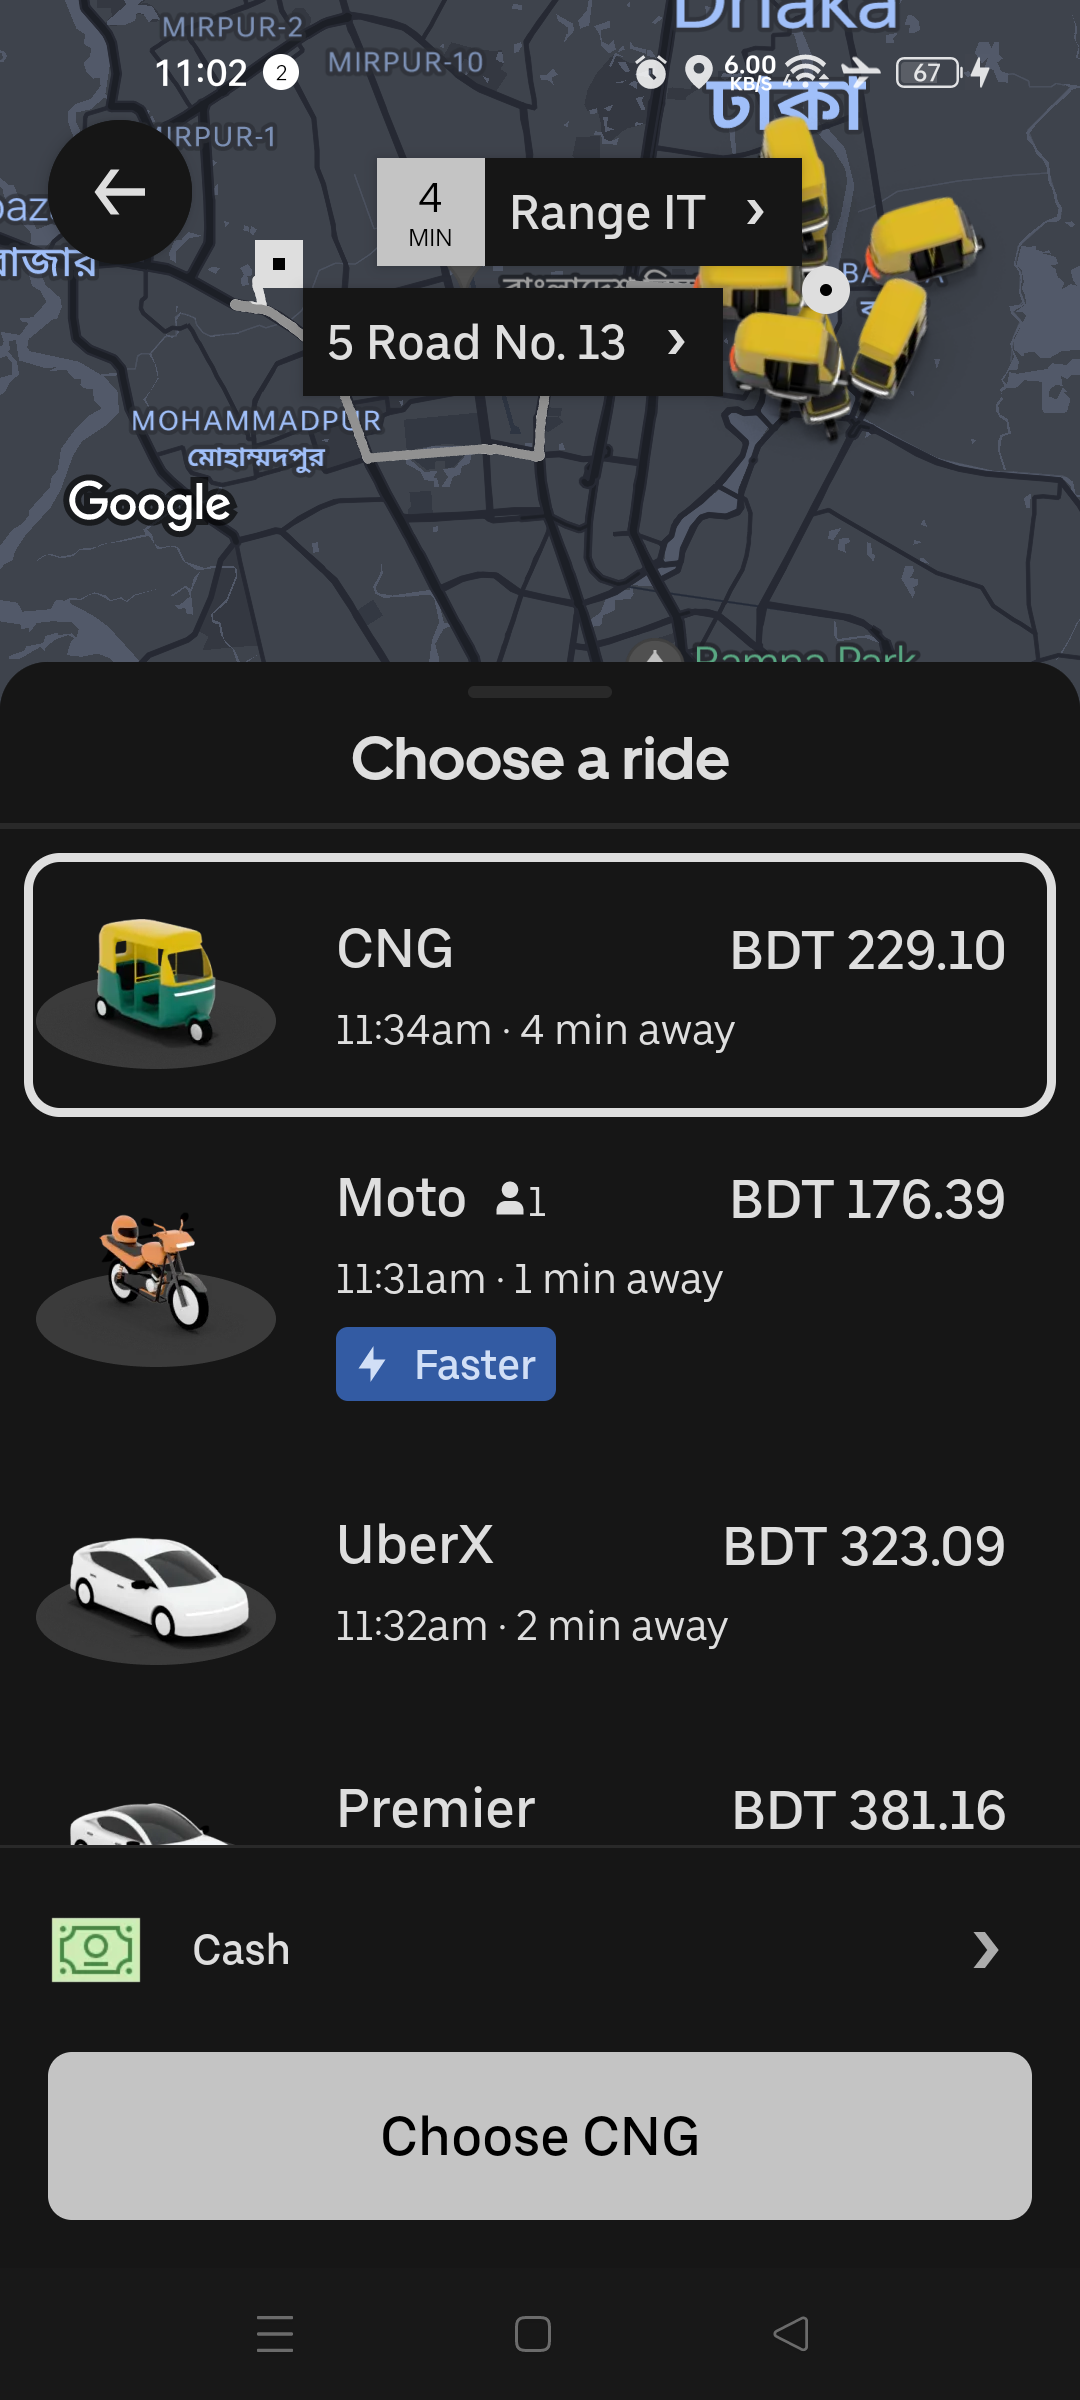 MIRPUR-2
Dhaka
11:02 2
MIRPUR-10
6.00
KB/S
4
67
ঢাকা
MIRPUR-1
4
MIN
Range IT
5 Road No. 13
MOHAMMADPUR
মোহাম্মদপুর
Google
Ramna Park
Choose a ride
CNG
BDT 229.10
11:34am · 4 min away
Moto 1
BDT 176.39
11:31am · 1 min away
Faster
UberX
BDT 323.09
11:32am · 2 min away
Premier
BDT 381.16
Cash
Choose CNG